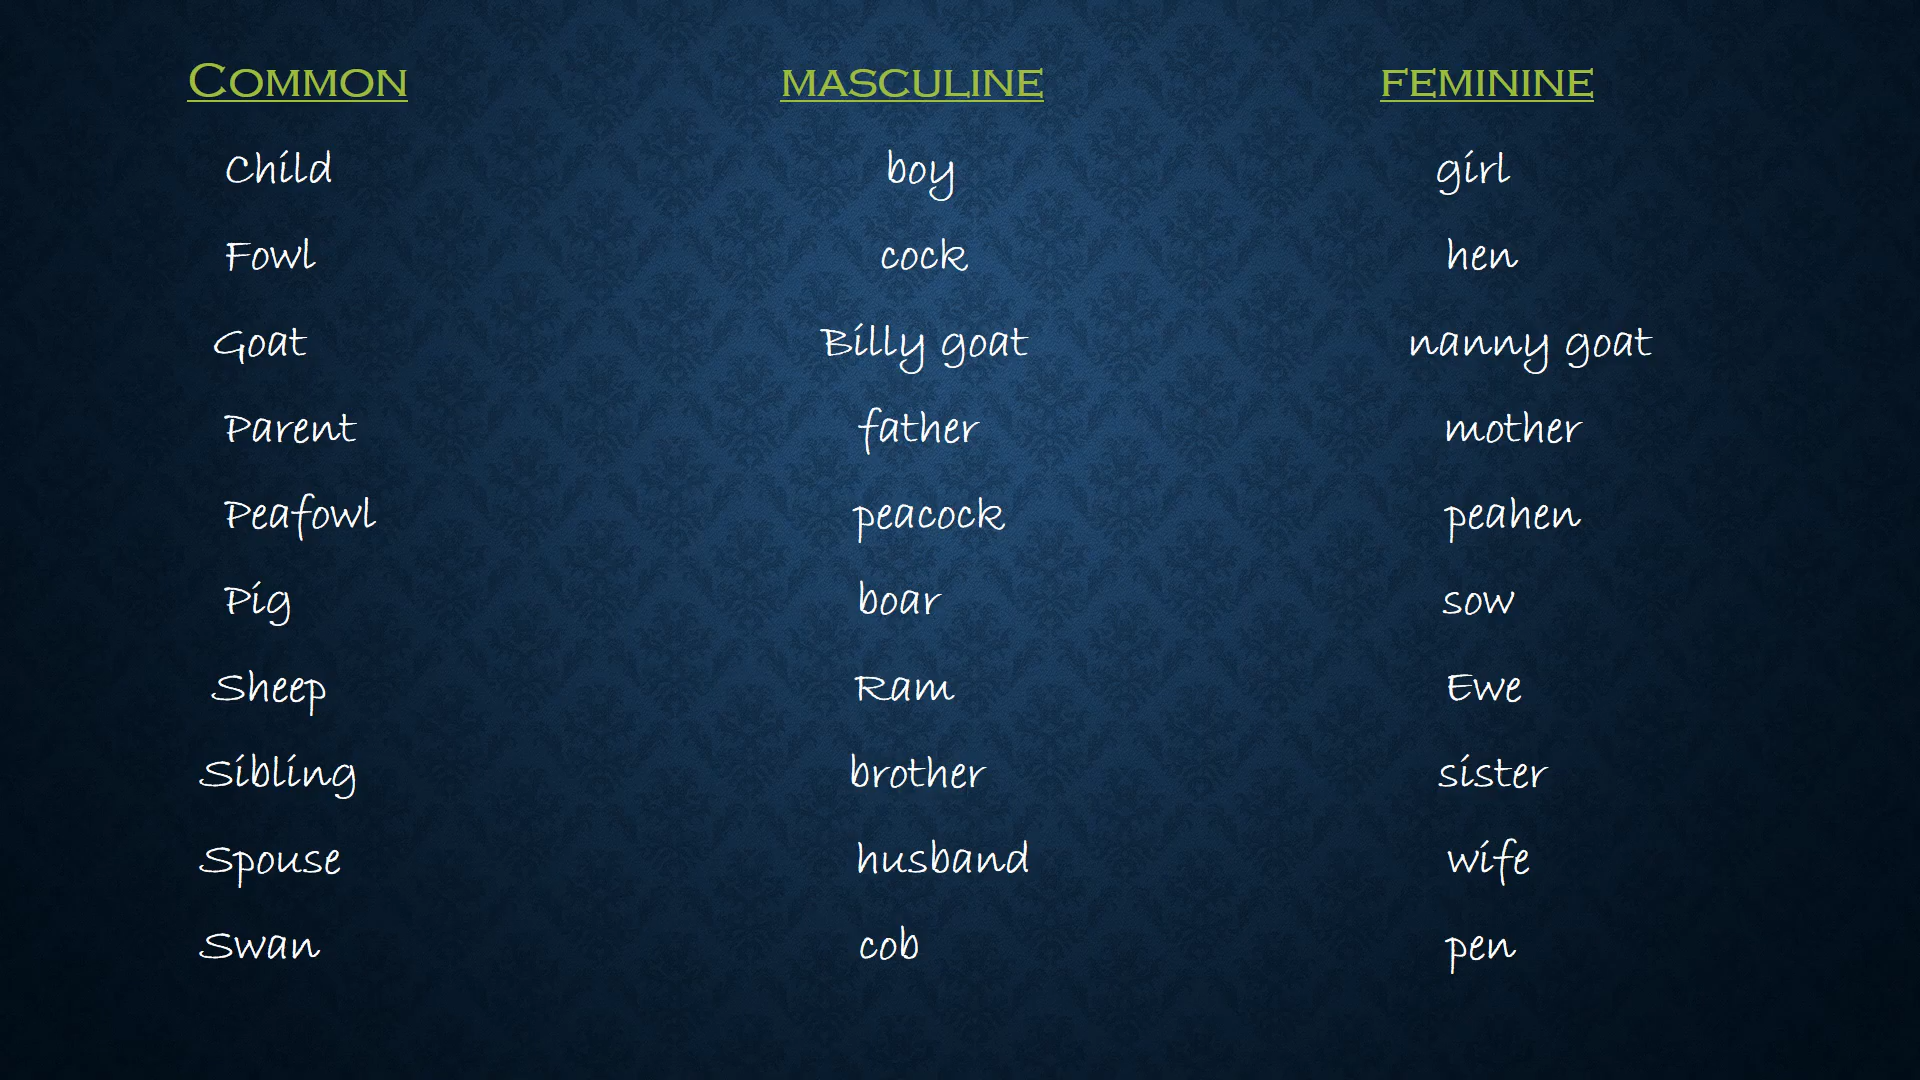 Common MASCULINE FEMININE
Child boy girl
Fowl cock hen
Goat Billy goat nanny goat
Parent father mother
Peafowl peacock peahen
Pig boar sow
Sheep Ram Ewe
Sibling brother sister
Spouse husband wife
Swan cob pen